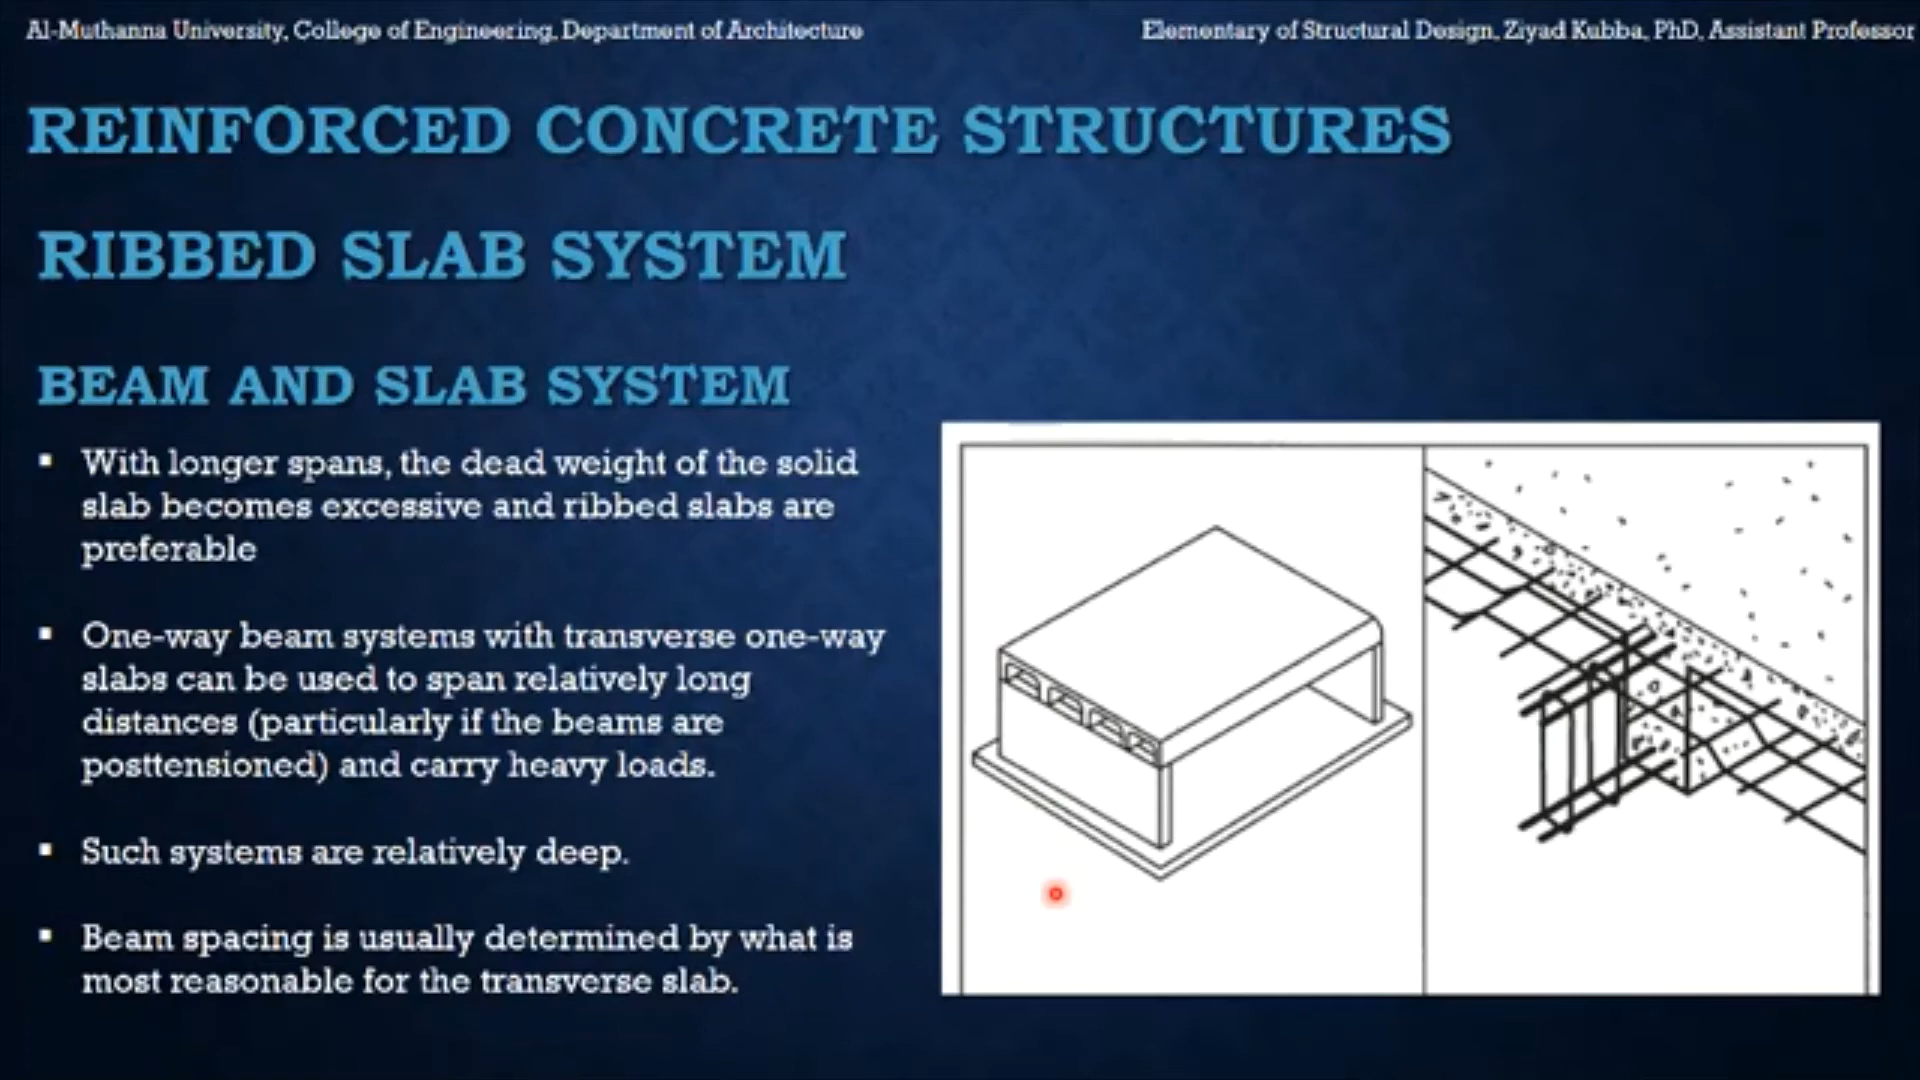 Al-Muthanna University, College of Engineering, Department of Architecture
Elementary of Structural Design, Ziyad Kubba, PhD, Assistant Professor
REINFORCED CONCRETE STRUCTURES
RIBBED SLAB SYSTEM
BEAM AND SLAB SYSTEM
▪ With longer spans, the dead weight of the solid
slab becomes excessive and ribbed slabs are
preferable
▪ One-way beam systems with transverse one-way
slabs can be used to span relatively long
distances (particularly if the beams are
posttensioned) and carry heavy loads.
▪ Such systems are relatively deep.
▪ Beam spacing is usually determined by what is
most reasonable for the transverse slab.